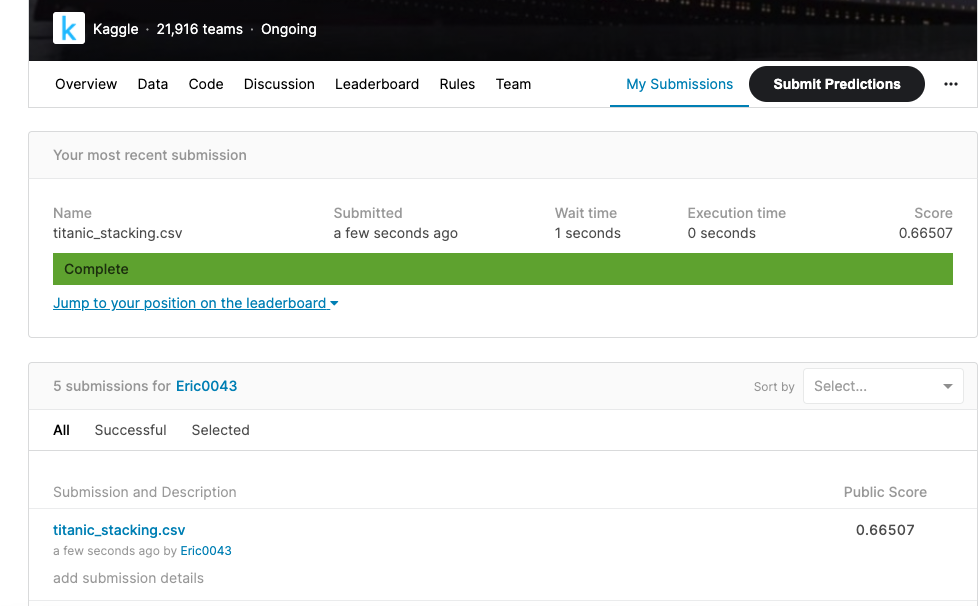 k Kaggle · 21,916 teams · Ongoing
Overview Data Code Discussion Leaderboard Rules Team My Submissions Submit Predictions ...
Your most recent submission
Name Submitted Wait time Execution time Score
titanic_stacking.csv a few seconds ago 1 seconds 0 seconds 0.66507
Complete
Jump to your position on the leaderboard
5 submissions for Eric0043 Sort by Select...
All Successful Selected
Submission and Description Public Score
titanic_stacking.csv 0.66507
a few seconds ago by Eric0043
add submission details